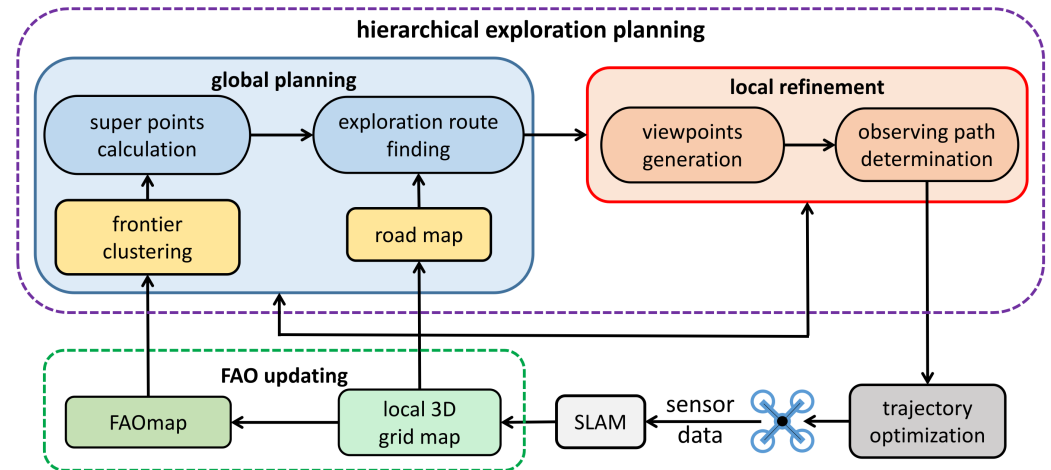 hierarchical exploration planning
global planning
super points
calculation
exploration route
finding
frontier
clustering
road map
local refinement
viewpoints
generation
observing path
determination
FAO updating
FAOmap
local 3D
grid map
SLAM
sensor
data
trajectory
optimization